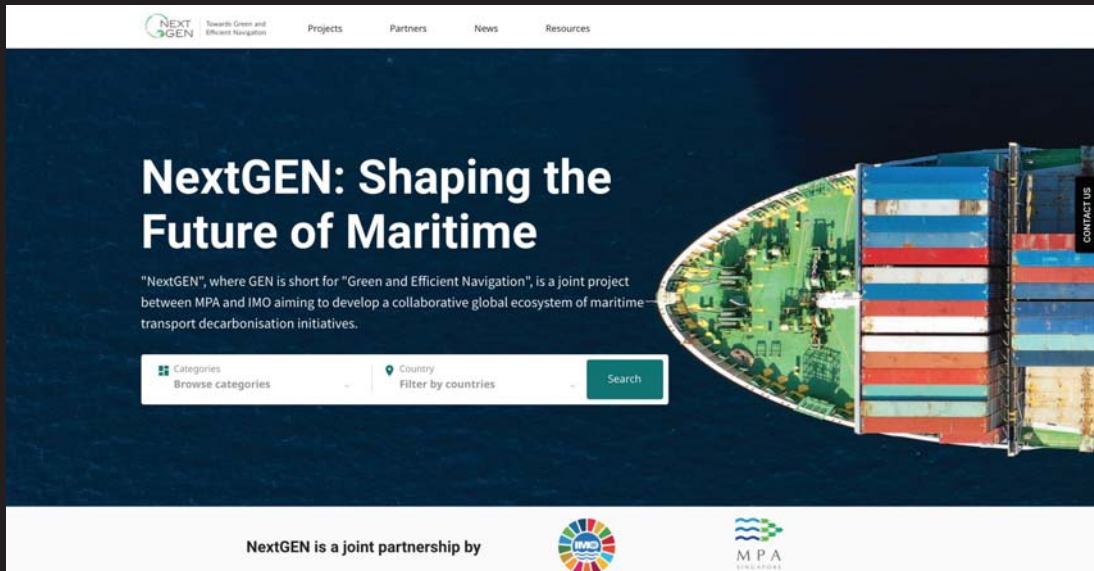 NEXT
GEN
Towards Green and
Efficient Navigation
Projects
Partners
News
Resources
NextGEN: Shaping the
Future of Maritime
"NextGEN", where GEN is short for "Green and Efficient Navigation", is a joint project
between MPA and IMO aiming to develop a collaborative global ecosystem of maritime
transport decarbonisation initiatives.
Categories
Browse categories
Country
Filter by countries
Search
CONTACT US
NextGEN is a joint partnership by
IMO
MPA
SINGAPORE